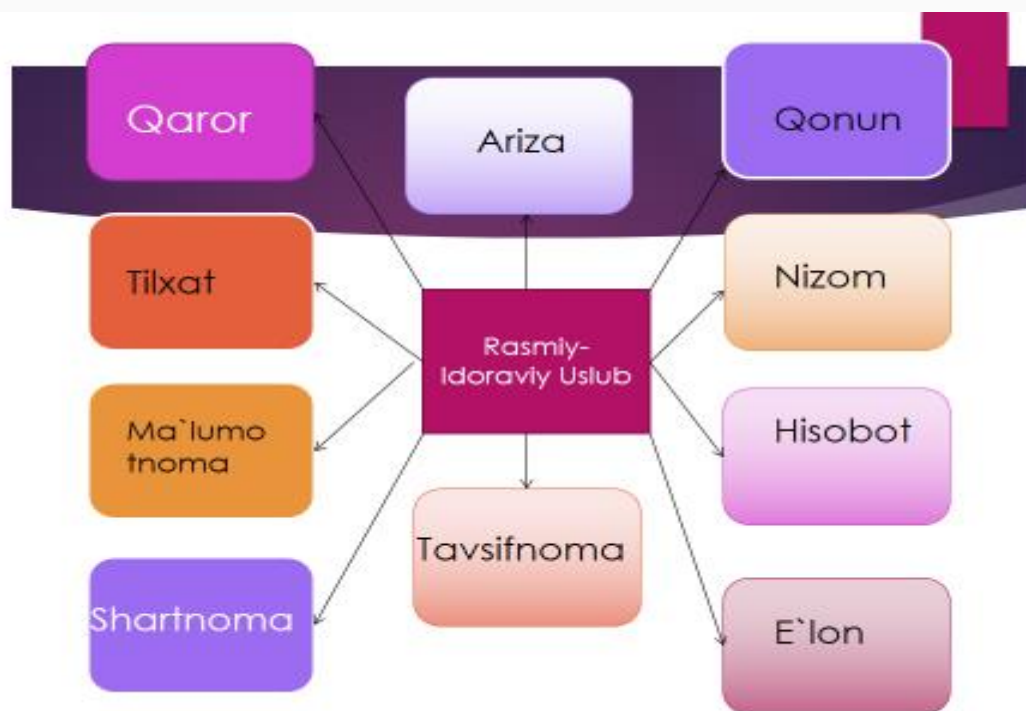 Qaror
Ariza
Qonun
Tilxat
Nizom
Rasmiy-
Idoraviy Uslub
Ma`lumo
tnoma
Hisobot
Tavsifnoma
Shartnoma
E`lon